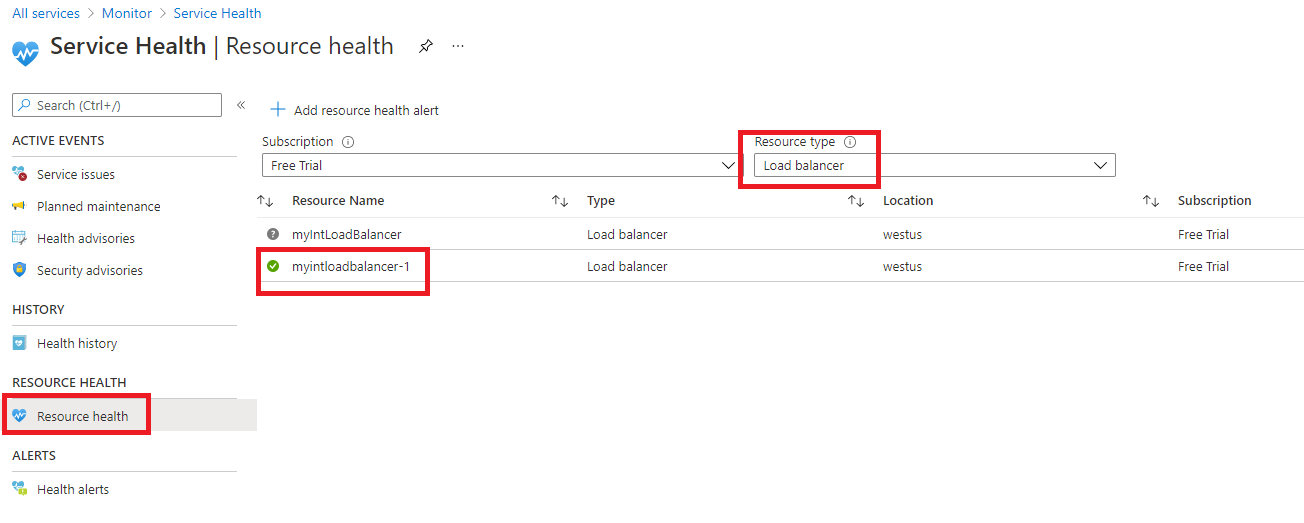 All services > Monitor > Service Health
Service Health | Resource health ...
Search (Ctrl+/) «
ACTIVE EVENTS
Service issues
Planned maintenance
Health advisories
Security advisories
HISTORY
Health history
RESOURCE HEALTH
Resource health
ALERTS
Health alerts
+ Add resource health alert
Subscription Resource type
Free Trial Load balancer
Resource Name Type Location Subscription
myIntLoadBalancer Load balancer westus Free Trial
myintloadbalancer-1 Load balancer westus Free Trial